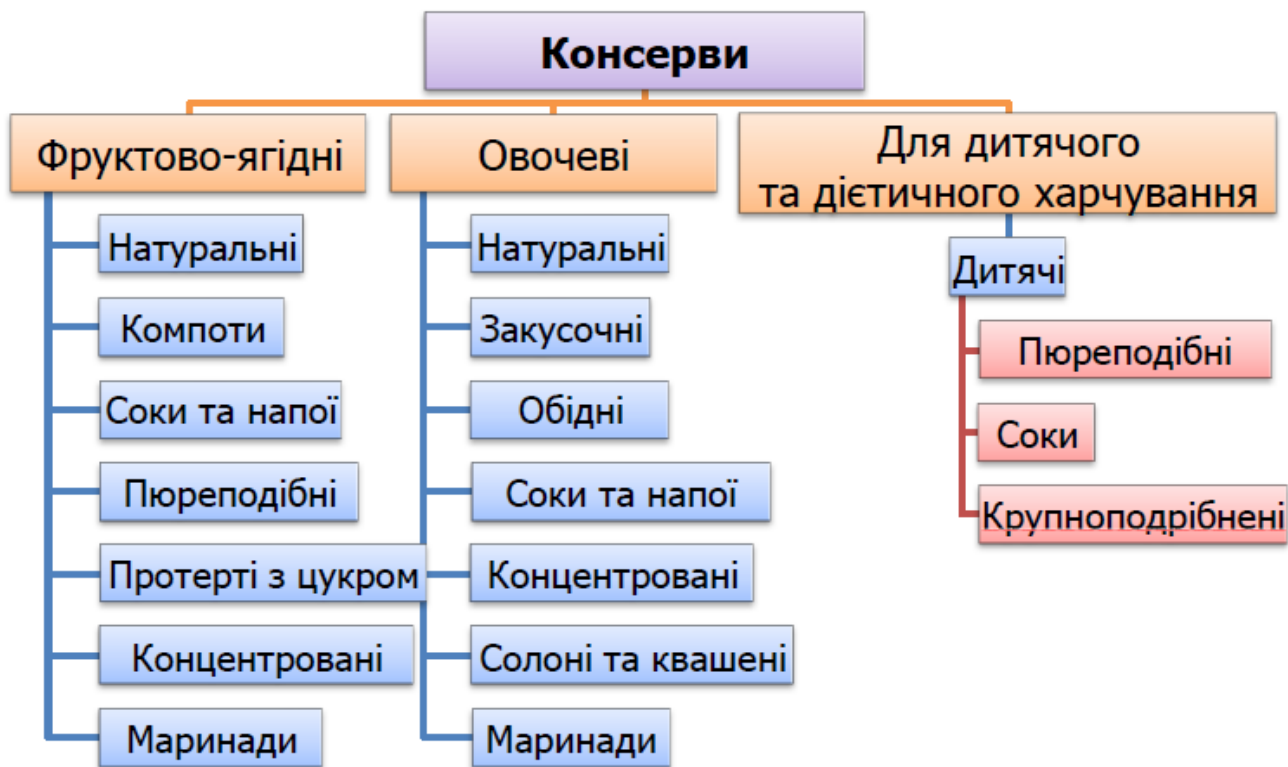 Консерви
Фруктово-ягідні
Натуральні
Компоти
Соки та напої
Пюреподібні
Протерті з цукром
Концентровані
Маринади
Овочеві
Натуральні
Закусочні
Обідні
Соки та напої
Концентровані
Солоні та квашені
Маринади
Для дитячого
та дієтичного харчування
Дитячі
Пюреподібні
Соки
Крупноподрібнені